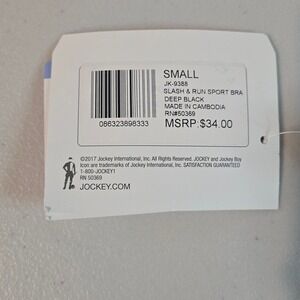 SMALL
JK-9388
SLASH & RUN SPORT BRA
DEEP BLACK
MADE IN CAMBODIA
RN#50369
MSRP:$34.00
086323898333
©2017 Jockey International, Inc. All Rights Reserved. JOCKEY and Jockey Boy
Icon are trademarks of Jockey International, Inc. SATISFACTION GUARANTEED
1-800-JOCKEY1
RN 50369
JOCKEY.COM